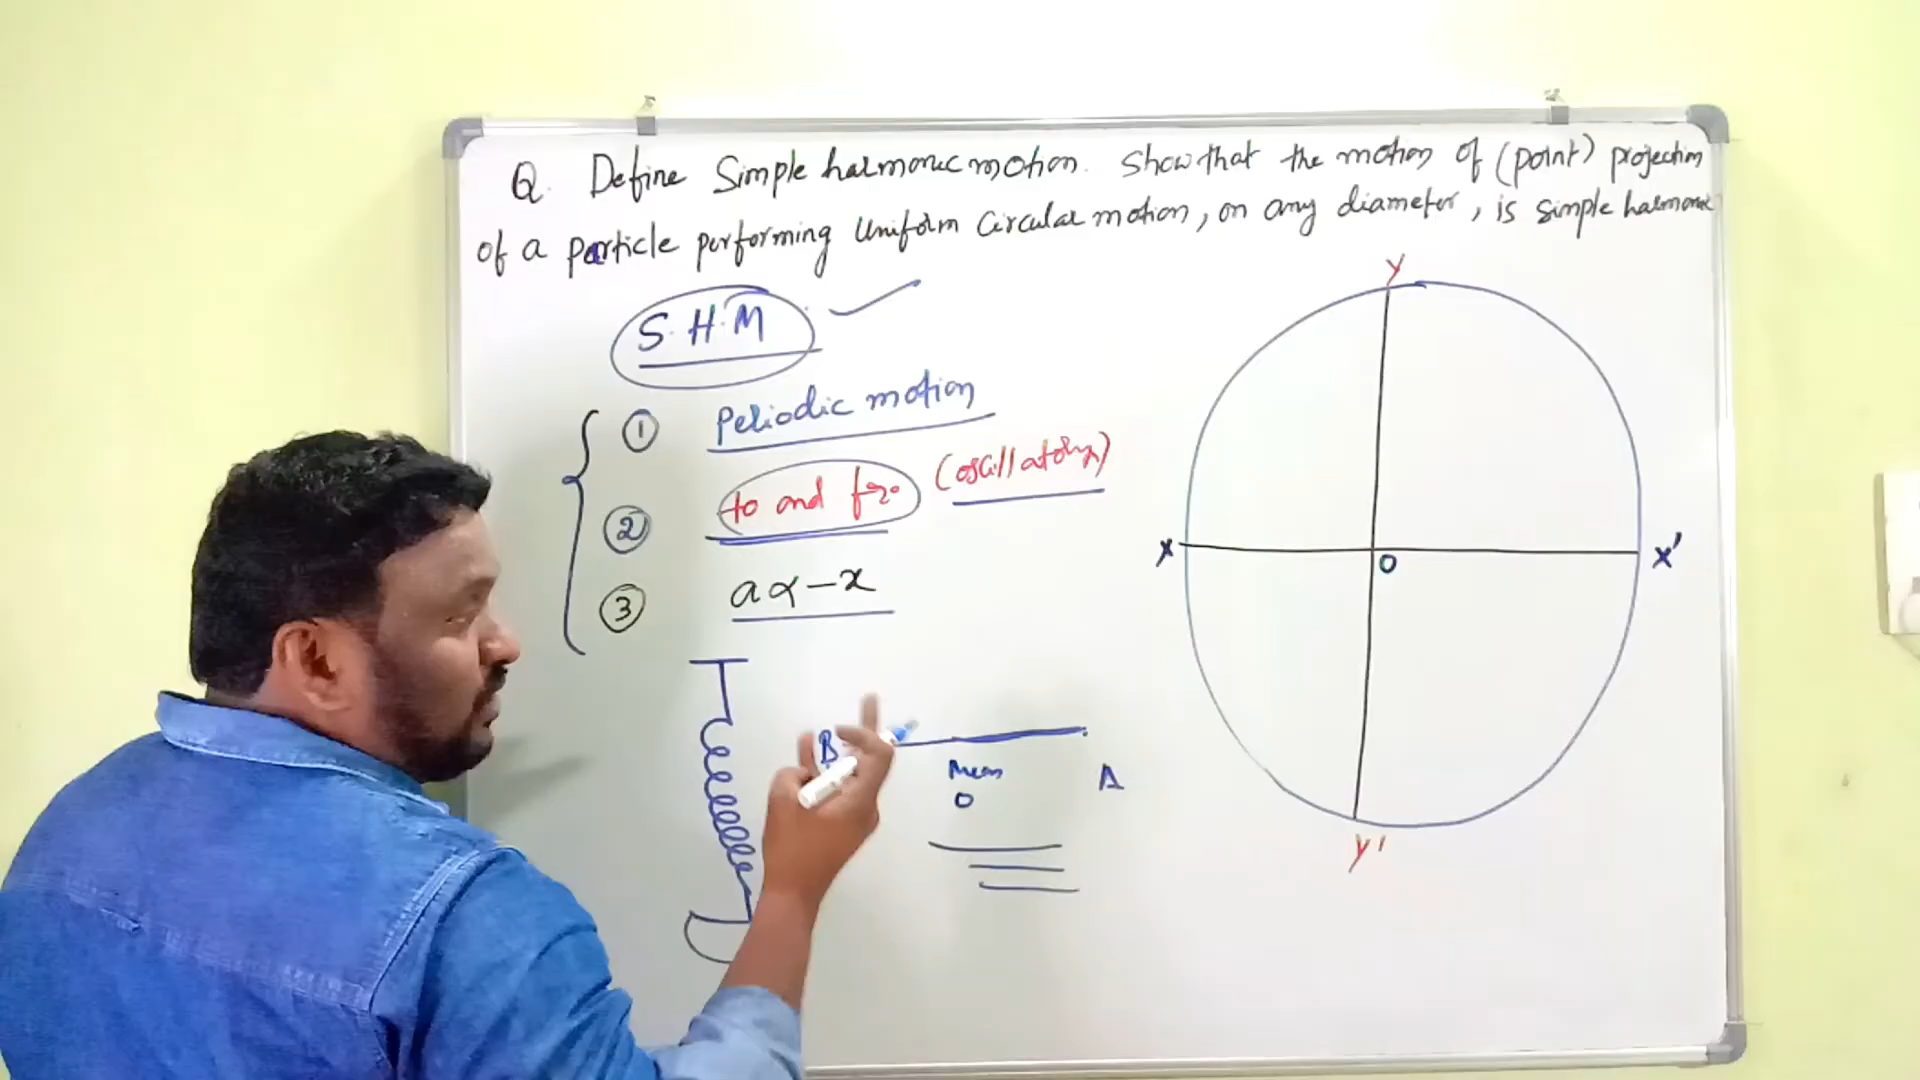 Q. Define Simple harmonic motion. Show that the motion of (point) projection
of a particle performing Uniform Circular motion, on any diameter, is simple harmonic
S.H.M
① Periodic motion
② to and fro (oscillatory)
③ a α - x
B
Mean
O
A
Y
X
O
X'
Y'